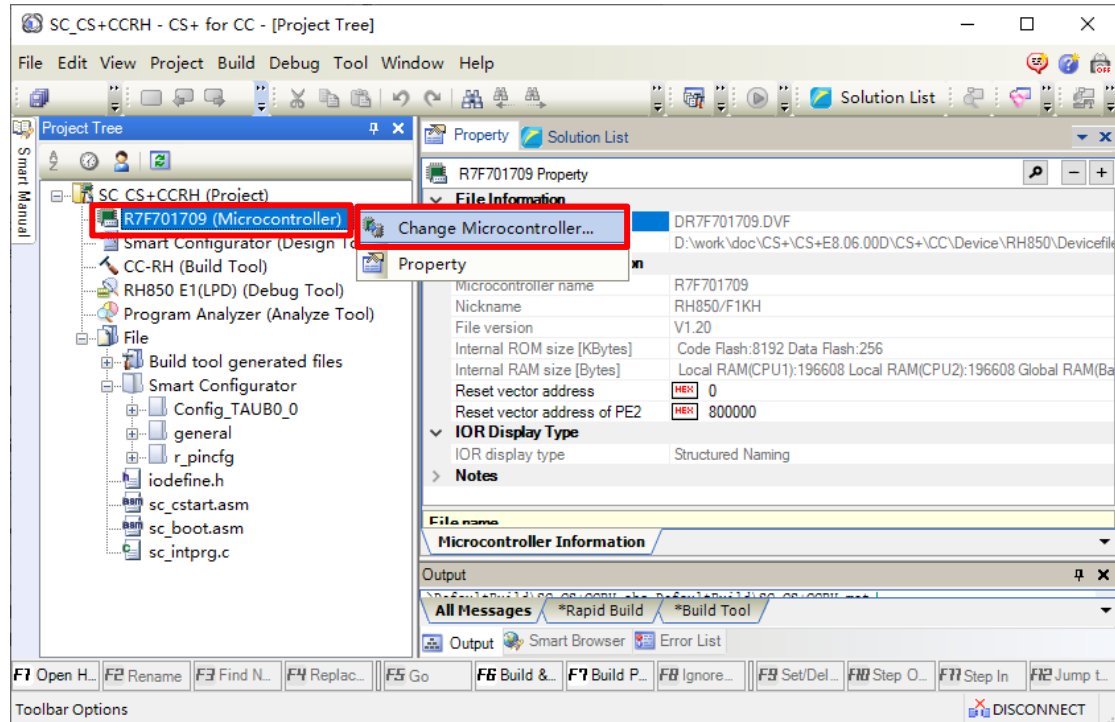 SC_CS+CCRH - CS+ for CC - [Project Tree]
File Edit View Project Build Debug Tool Window Help
Solution List
Smart Manual
Project Tree
SC_CS+CCRH (Project)
R7F701709 (Microcontroller)
Smart Configurator (Design To
CC-RH (Build Tool)
RH850 E1(LPD) (Debug Tool)
Program Analyzer (Analyze Tool)
File
Build tool generated files
Smart Configurator
Config_TAUB0_0
general
r_pincfg
iodefine.h
sc_cstart.asm
sc_boot.asm
sc_intprg.c
Change Microcontroller...
Property
Property Solution List
R7F701709 Property
File Information
DR7F701709.DVF
D:\work\doc\CS+\CS+E8.06.00D\CS+\CC\Device\RH850\Devicefile
Microcontroller name R7F701709
Nickname RH850/F1KH
File version V1.20
Internal ROM size [KBytes] Code Flash:8192 Data Flash:256
Internal RAM size [Bytes] Local RAM(CPU1):196608 Local RAM(CPU2):196608 Global RAM(Ba
Reset vector address HEX 0
Reset vector address of PE2 HEX 800000
IOR Display Type
IOR display type Structured Naming
Notes
File name
Microcontroller Information
Output
All Messages *Rapid Build *Build Tool
Output Smart Browser Error List
F1 Open H... F2 Rename F3 Find N... F4 Replac... F5 Go F6 Build &... F7 Build P... F8 Ignore... F9 Set/Del... F10 Step O... F11 Step In F12 Jump t...
Toolbar Options DISCONNECT